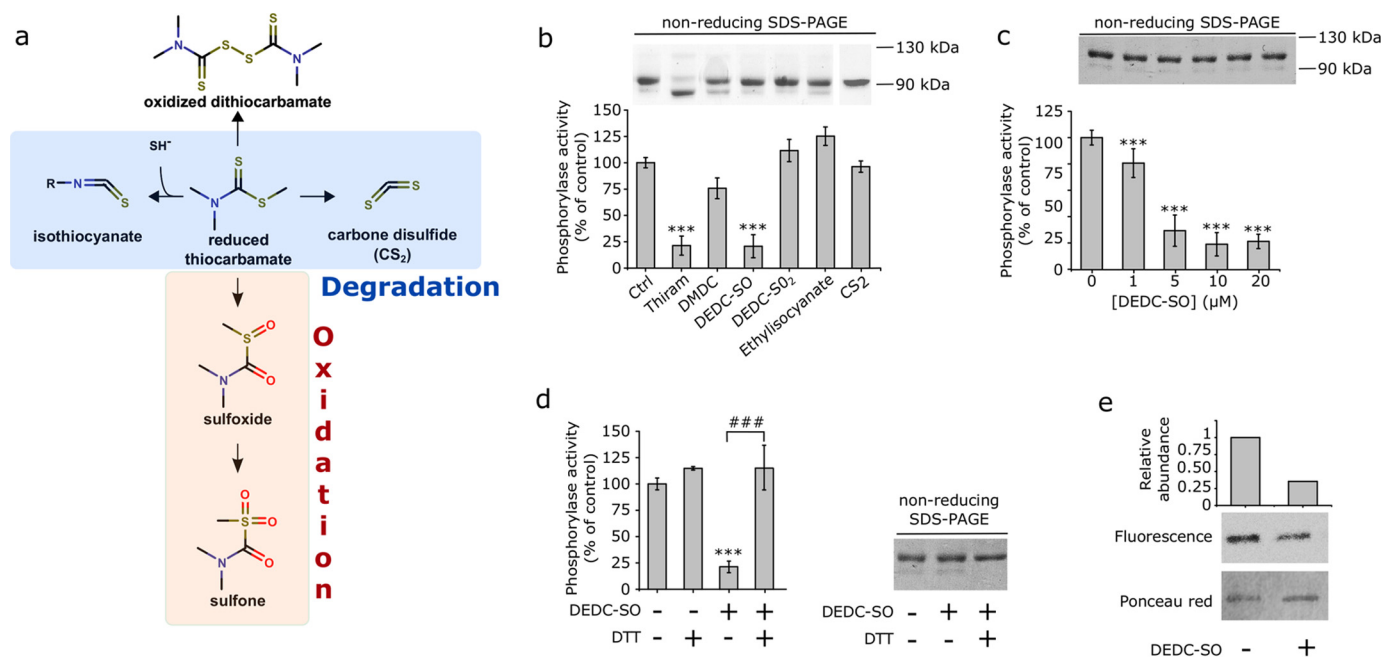 a
S
N
S
S
S
N
S
oxidized dithiocarbamate
SH-
S
R
N
S
N
S
S
S
isothiocyanate
reduced
thiocarbamate
carbone disulfide
(CS2)
Degradation
S
O
N
O
sulfoxide
O
S
O
N
O
sulfone
Oxidation
b
non-reducing SDS-PAGE
130 kDa
90 kDa
Phosphorylase activity
(% of control)
150
125
100
75
50
25
0
***
***
Ctrl
Thiram
DMDC
DEDC-SO
DEDC-S02
Ethylisocyanate
CS2
c
non-reducing SDS-PAGE
130 kDa
90 kDa
Phosphorylase activity
(% of control)
125
100
75
50
25
0
***
***
***
***
0 1 5 10 20
[DEDC-SO] (µM)
d
Phosphorylase activity
(% of control)
150
125
100
75
50
25
0
###
***
DEDC-SO - - + +
DTT - + - +
non-reducing
SDS-PAGE
DEDC-SO - + +
DTT - +
e
Relative
abundance
1
0.75
0.25
0
Fluorescence
Ponceau red
DEDC-SO - +